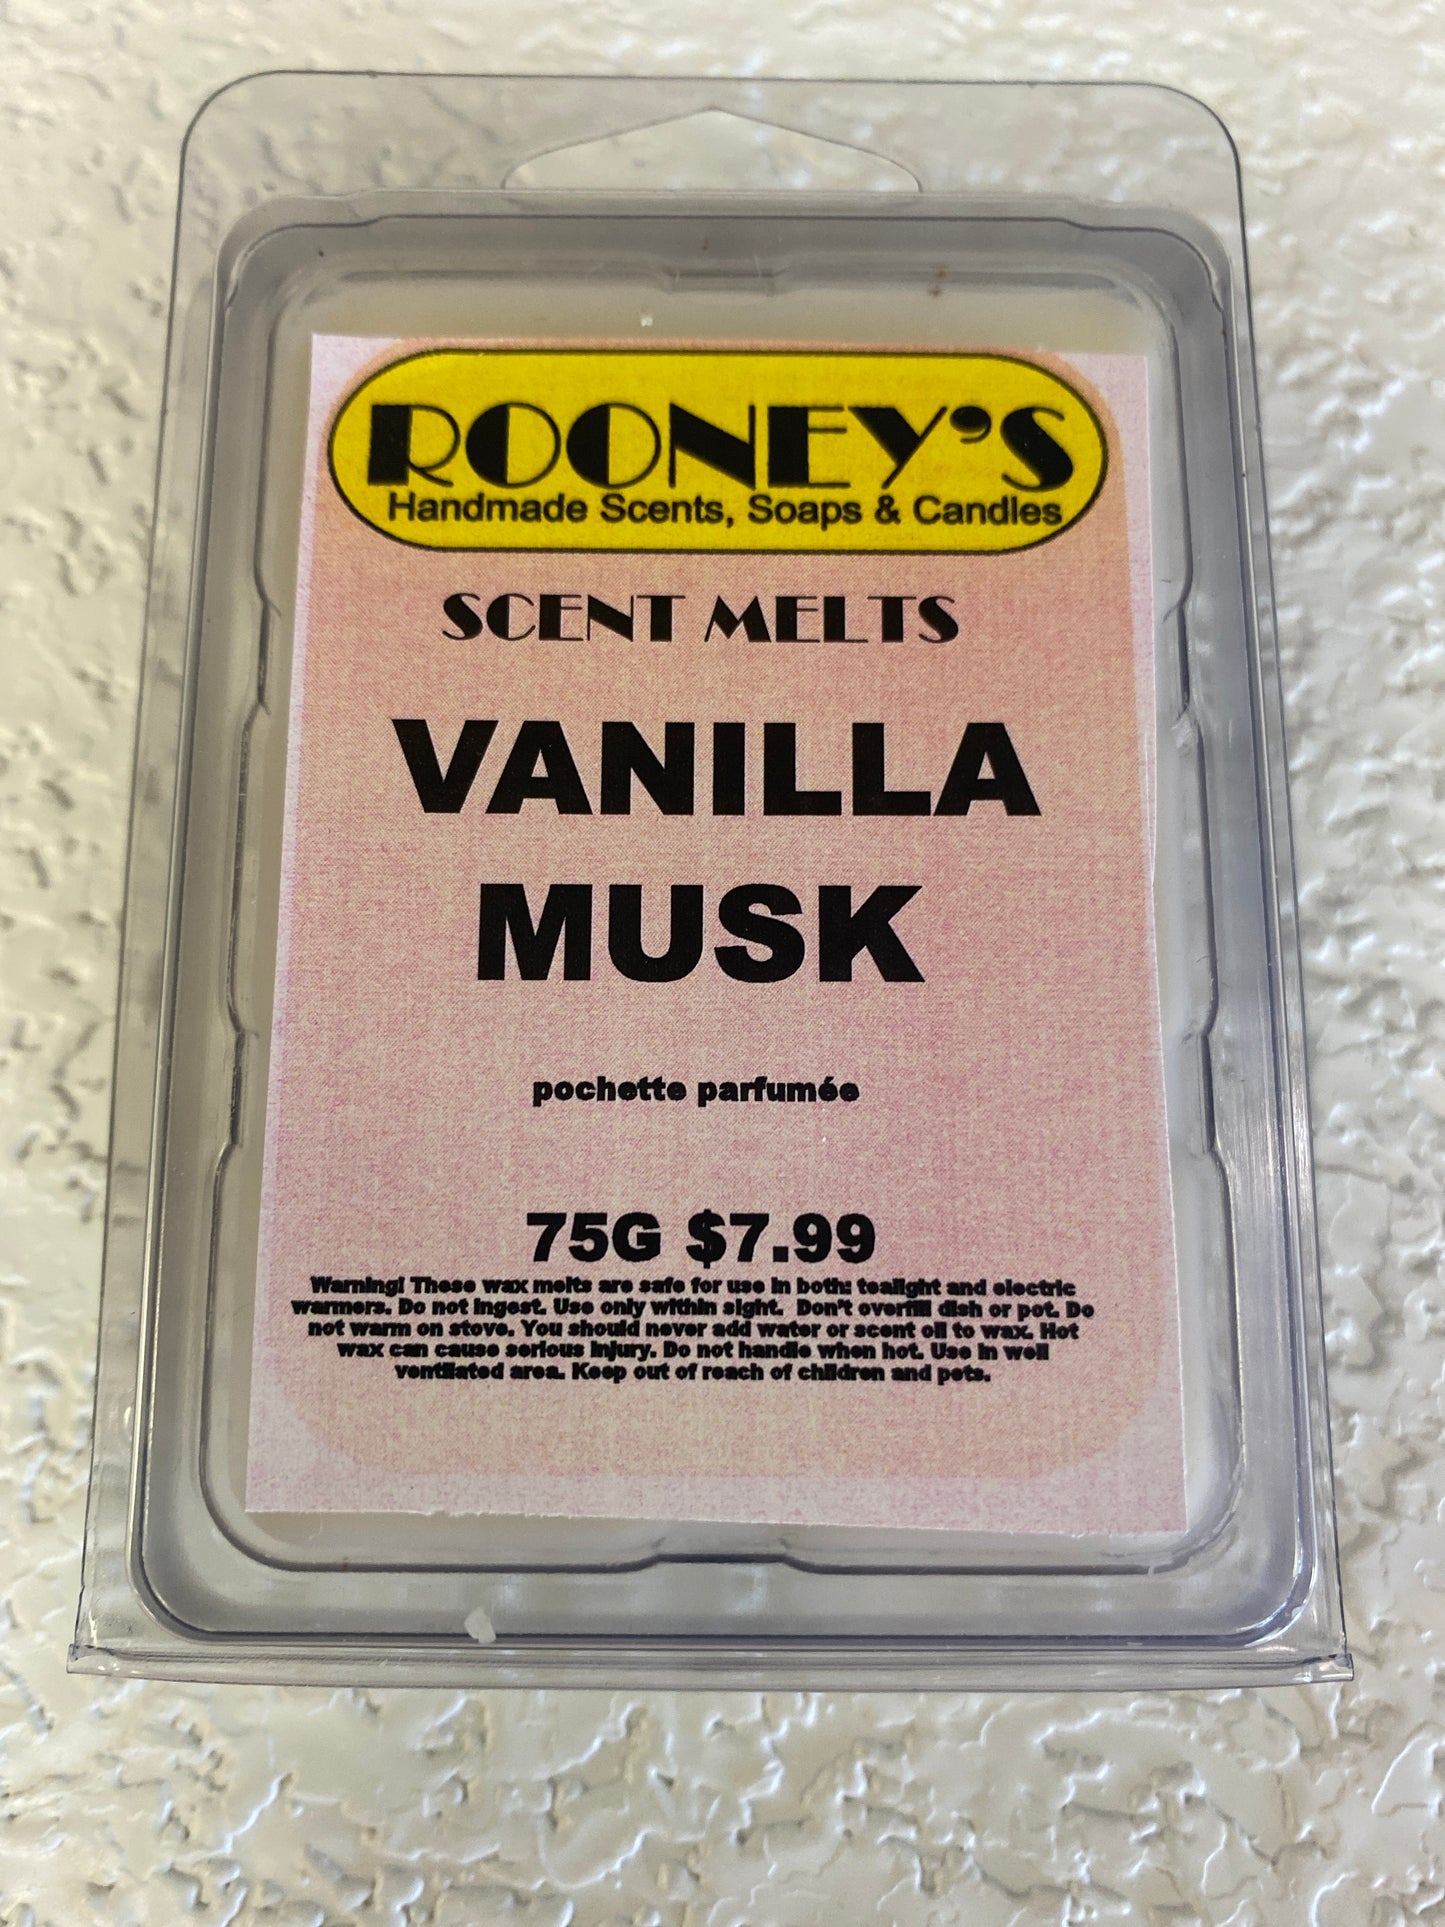 ROONEY'S
Handmade Scents, Soaps & Candles
SCENT MELTS
VANILLA
MUSK
pochette parfumée
75G $7.99
Warning! These wax melts are safe for use in both: tealight and electric
warmers. Do not ingest. Use only within sight. Don't overfill dish or pot. Do
not warm on stove. You should never add water or scent oil to wax. Hot
wax can cause serious injury. Do not handle when hot. Use in well
ventilated area. Keep out of reach of children and pets.